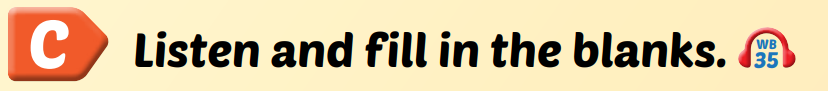 C Listen and fill in the blanks. WB 35